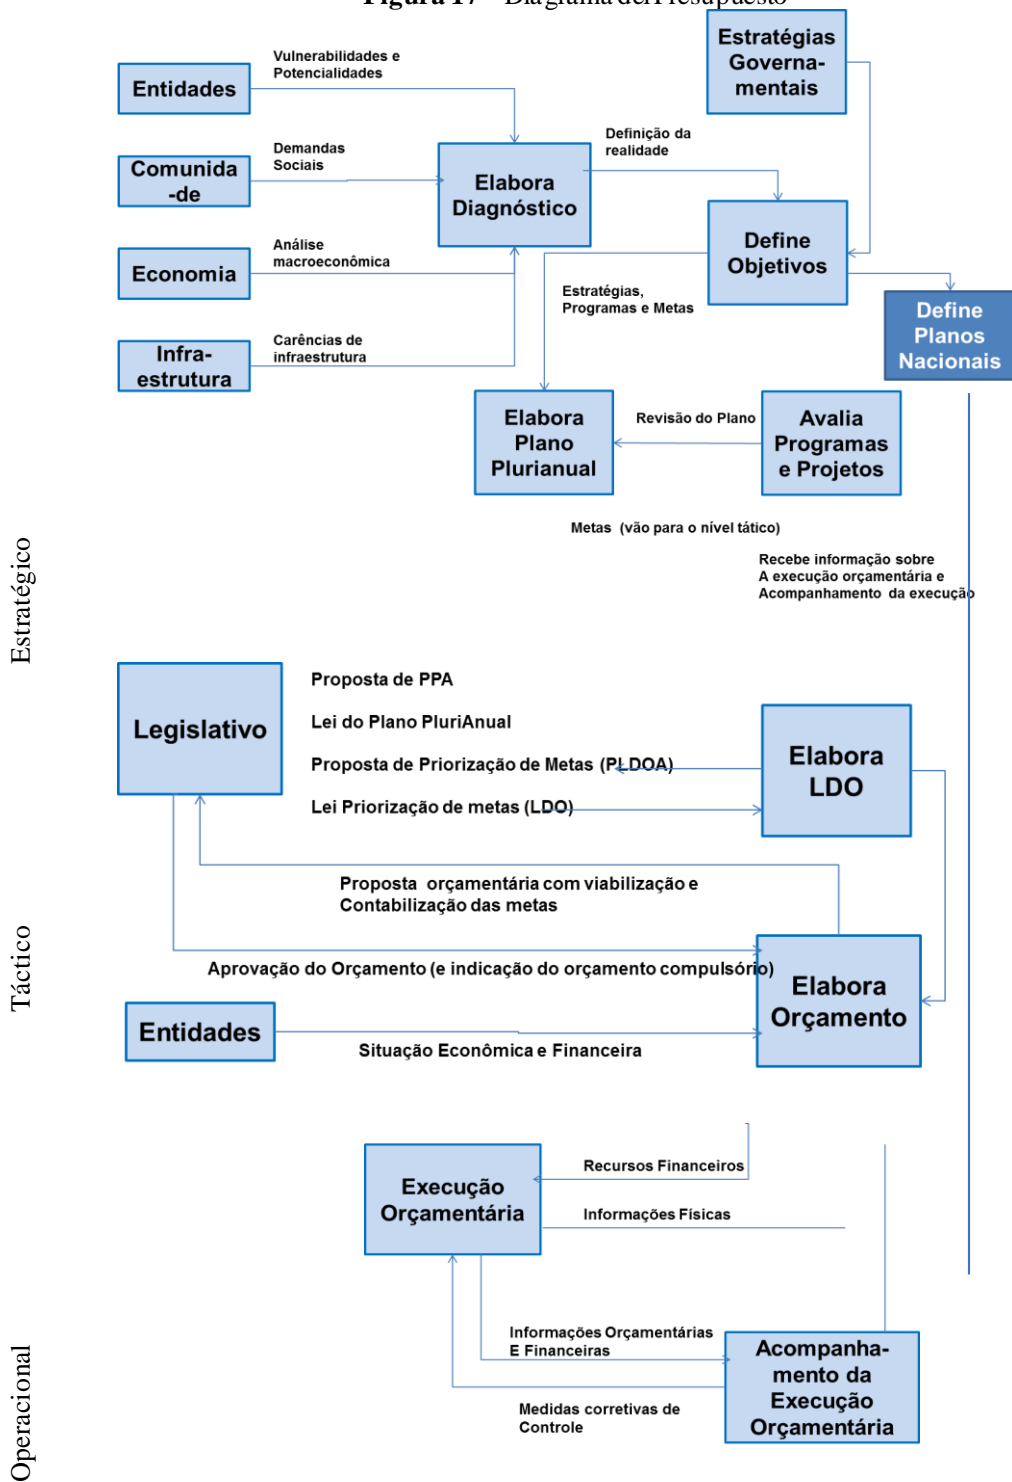 Figura 17 – Diagrama del Presupuesto
Estratégias
Governa-
mentais
Vulnerabilidades e
Potencialidades
Entidades
Demandas
Sociais
Comunida
-de
Definição da
realidade
Elabora
Diagnóstico
Define
Objetivos
Análise
macroeconômica
Economia
Estratégias,
Programas e Metas
Define
Planos
Nacionais
Carências de
infraestrutura
Infra-
estrutura
Elabora
Plano
Plurianual
Revisão do Plano
Avalia
Programas
e Projetos
Metas (vão para o nível tático)
Recebe informação sobre
A execução orçamentária e
Acompanhamento da execução
Estratégico
Legislativo
Proposta de PPA
Lei do Plano PluriAnual
Proposta de Priorização de Metas (PLDOA)
Lei Priorização de metas (LDO)
Elabora
LDO
Proposta orçamentária com viabilização e
Contabilização das metas
Táctico
Aprovação do Orçamento (e indicação do orçamento compulsório)
Elabora
Orçamento
Entidades
Situação Econômica e Financeira
Execução
Orçamentária
Recursos Financeiros
Informações Físicas
Informações Orçamentárias
E Financeiras
Medidas corretivas de
Controle
Acompanha-
mento da
Execução
Orçamentária
Operacional